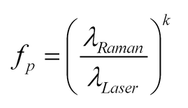 f_p = (λ_Raman / λ_Laser)^k